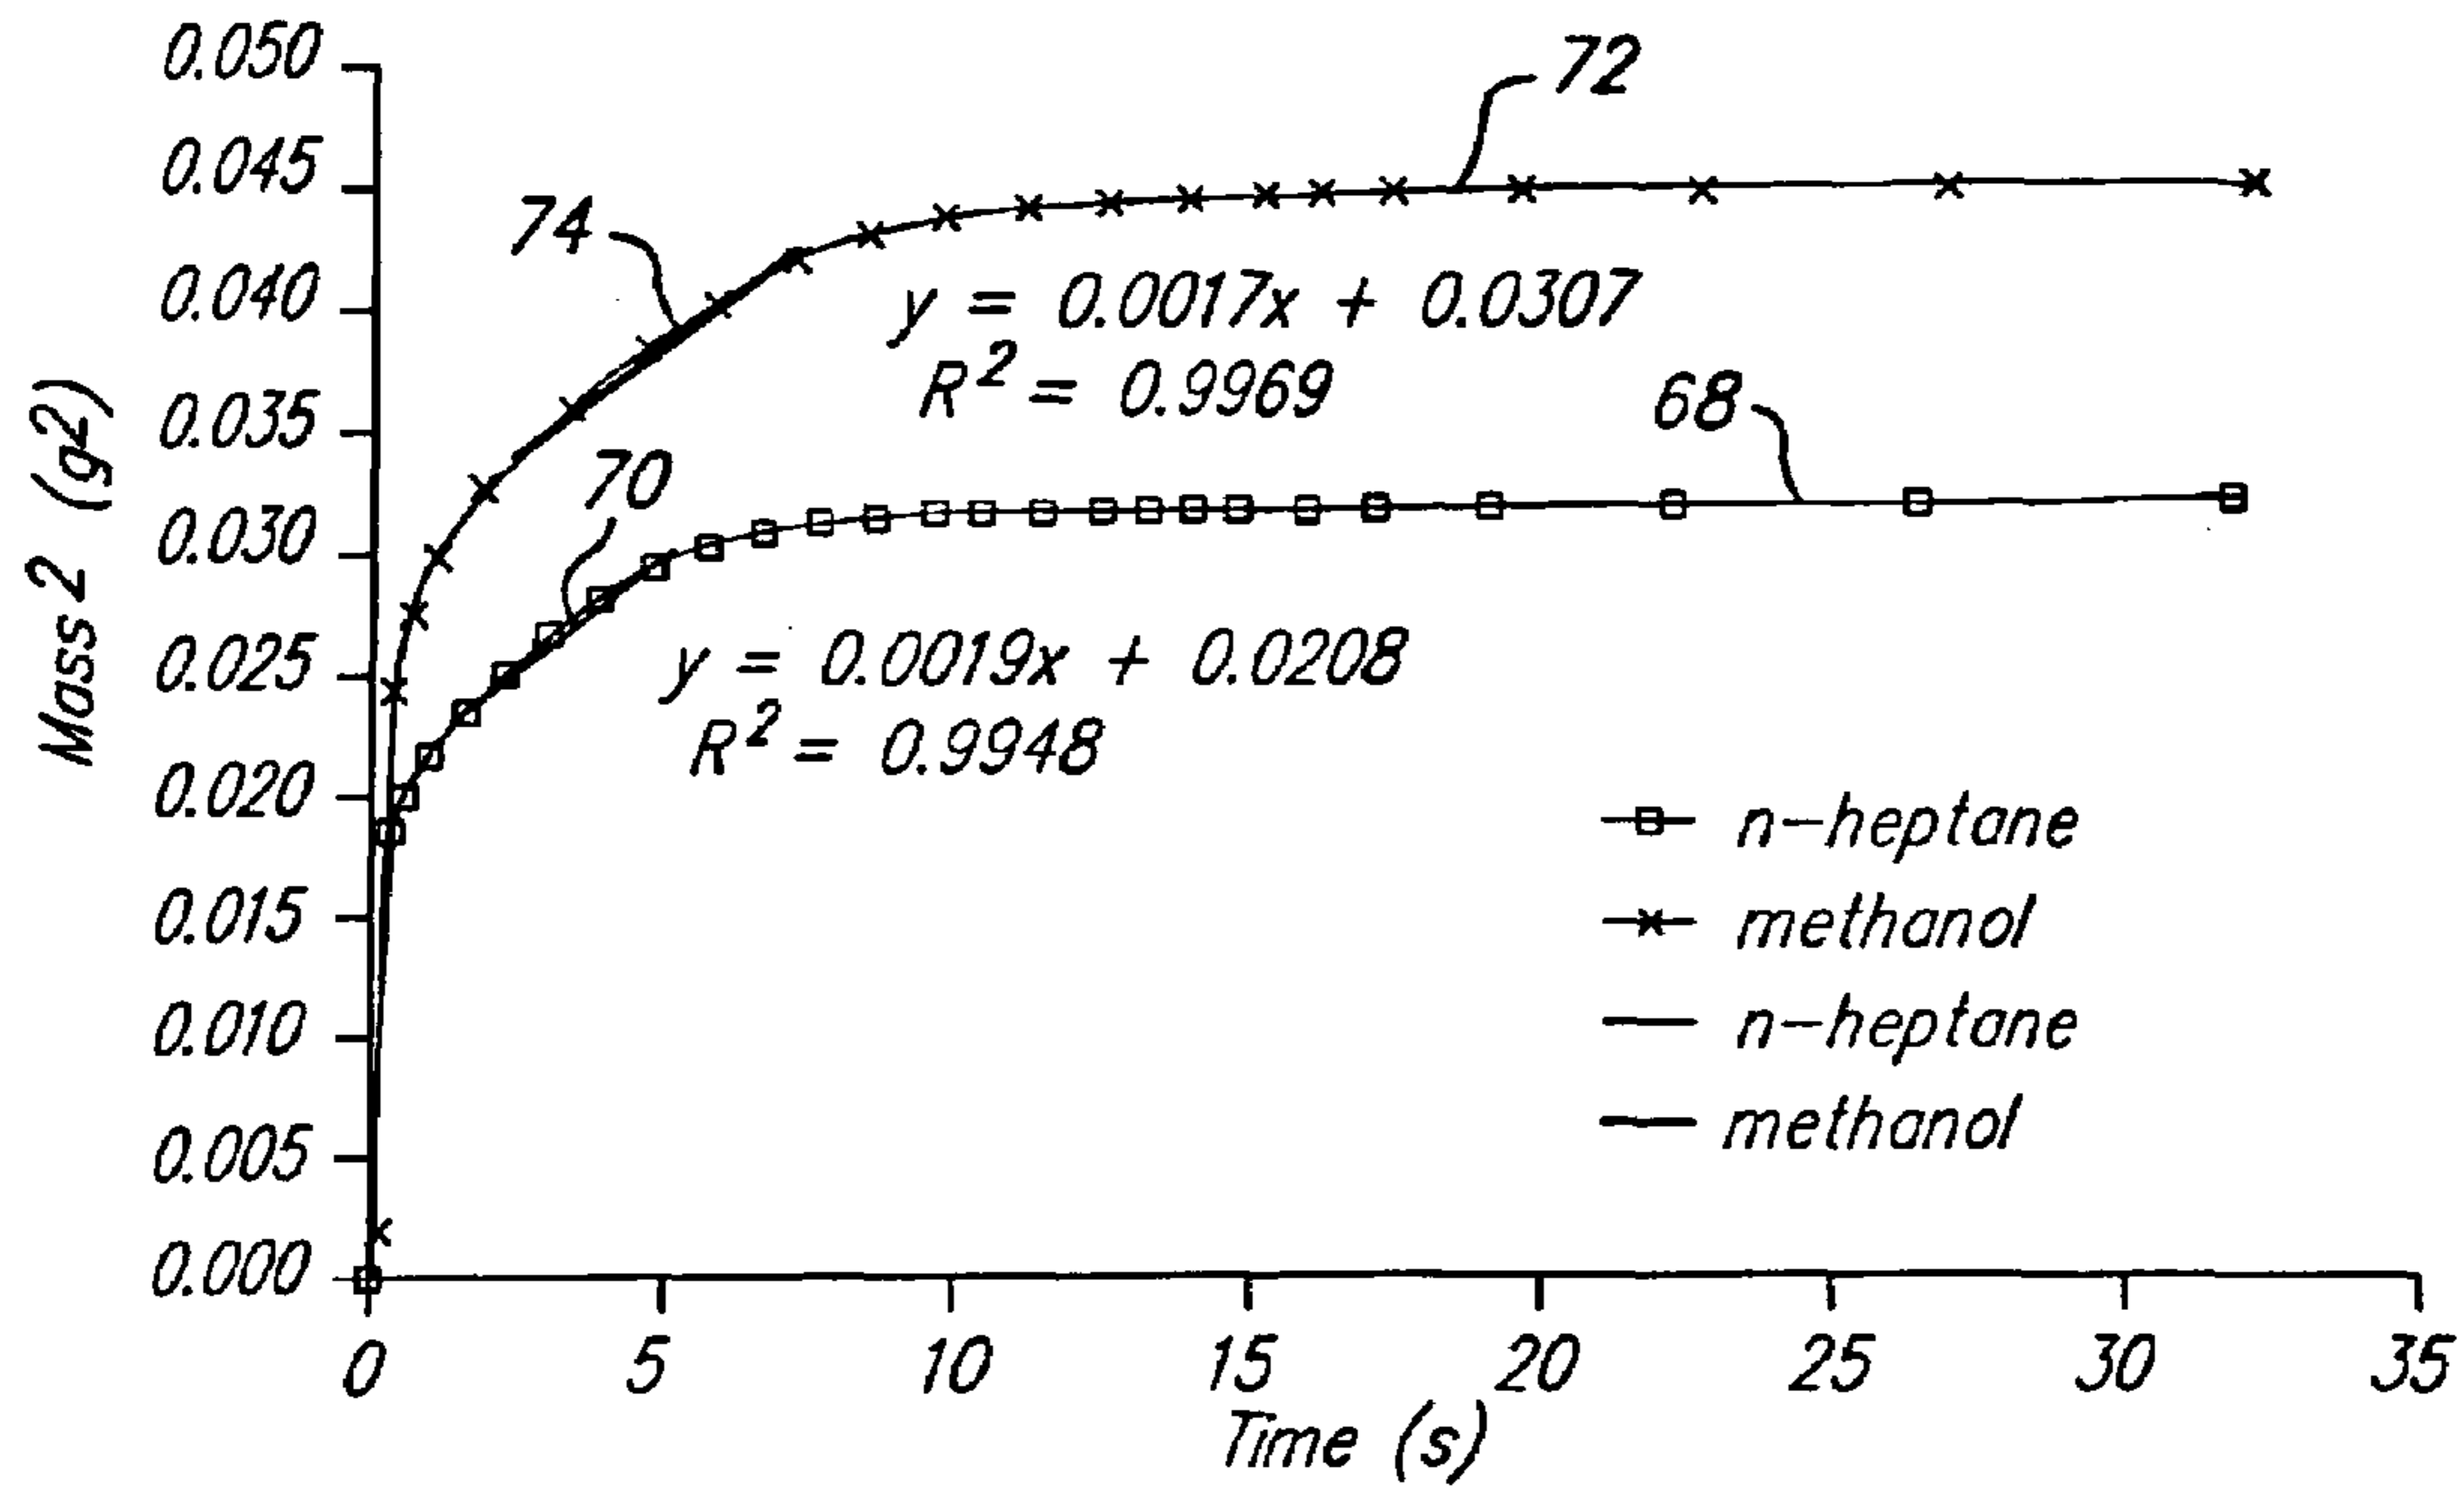 0.050
72
0.045
74
0.040
y = 0.0017x + 0.0307
R² = 0.9969
68
0.035
70
0.030
y = 0.0019x + 0.0208
R² = 0.9948
0.025
0.020
0.015
0.010
0.005
0.000
Mass2 (g2)
n-heptane
methanol
n-heptane
methanol
0 5 10 15 20 25 30 35
Time (s)